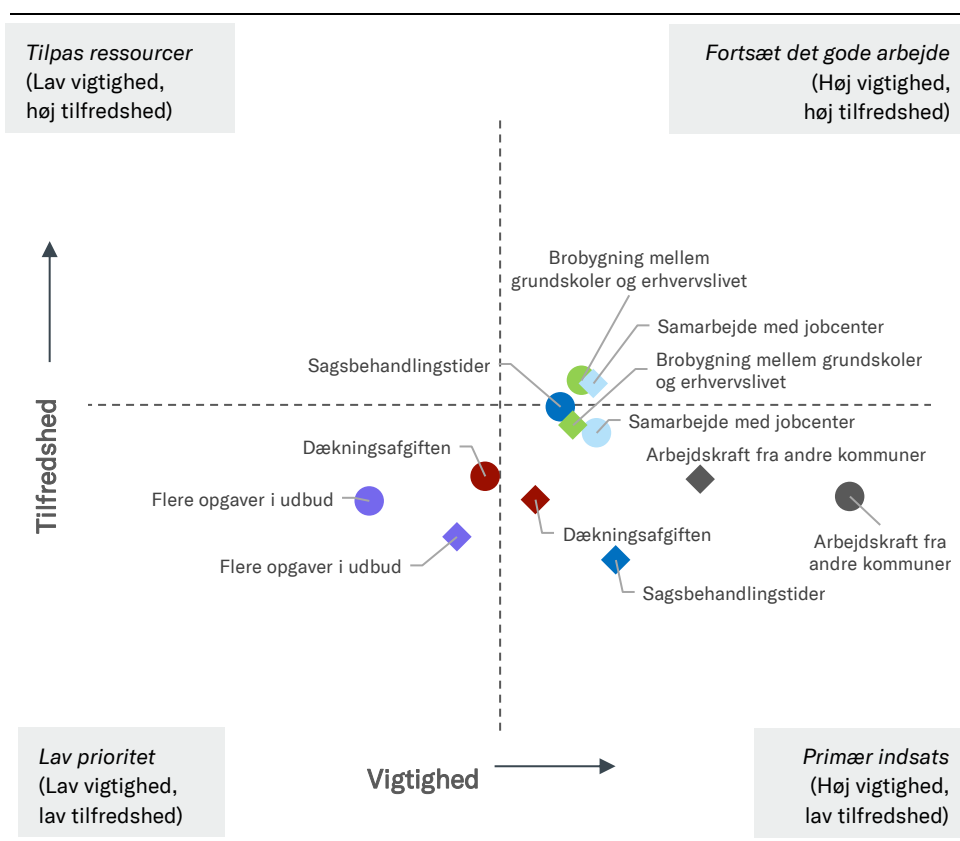 Tilpas ressourcer
(Lav vigtighed,
høj tilfredshed)
Fortsæt det gode arbejde
(Høj vigtighed,
høj tilfredshed)
Brobygning mellem
grundskoler og erhvervslivet
Samarbejde med jobcenter
Sagsbehandlingstider
Brobygning mellem grundskoler
og erhvervslivet
Tilfredshed
Samarbejde med jobcenter
Dækningsafgiften
Arbejdskraft fra andre kommuner
Flere opgaver i udbud
Dækningsafgiften
Arbejdskraft fra
andre kommuner
Flere opgaver i udbud
Sagsbehandlingstider
Lav prioritet
(Lav vigtighed,
lav tilfredshed)
Vigtighed
Primær indsats
(Høj vigtighed,
lav tilfredshed)